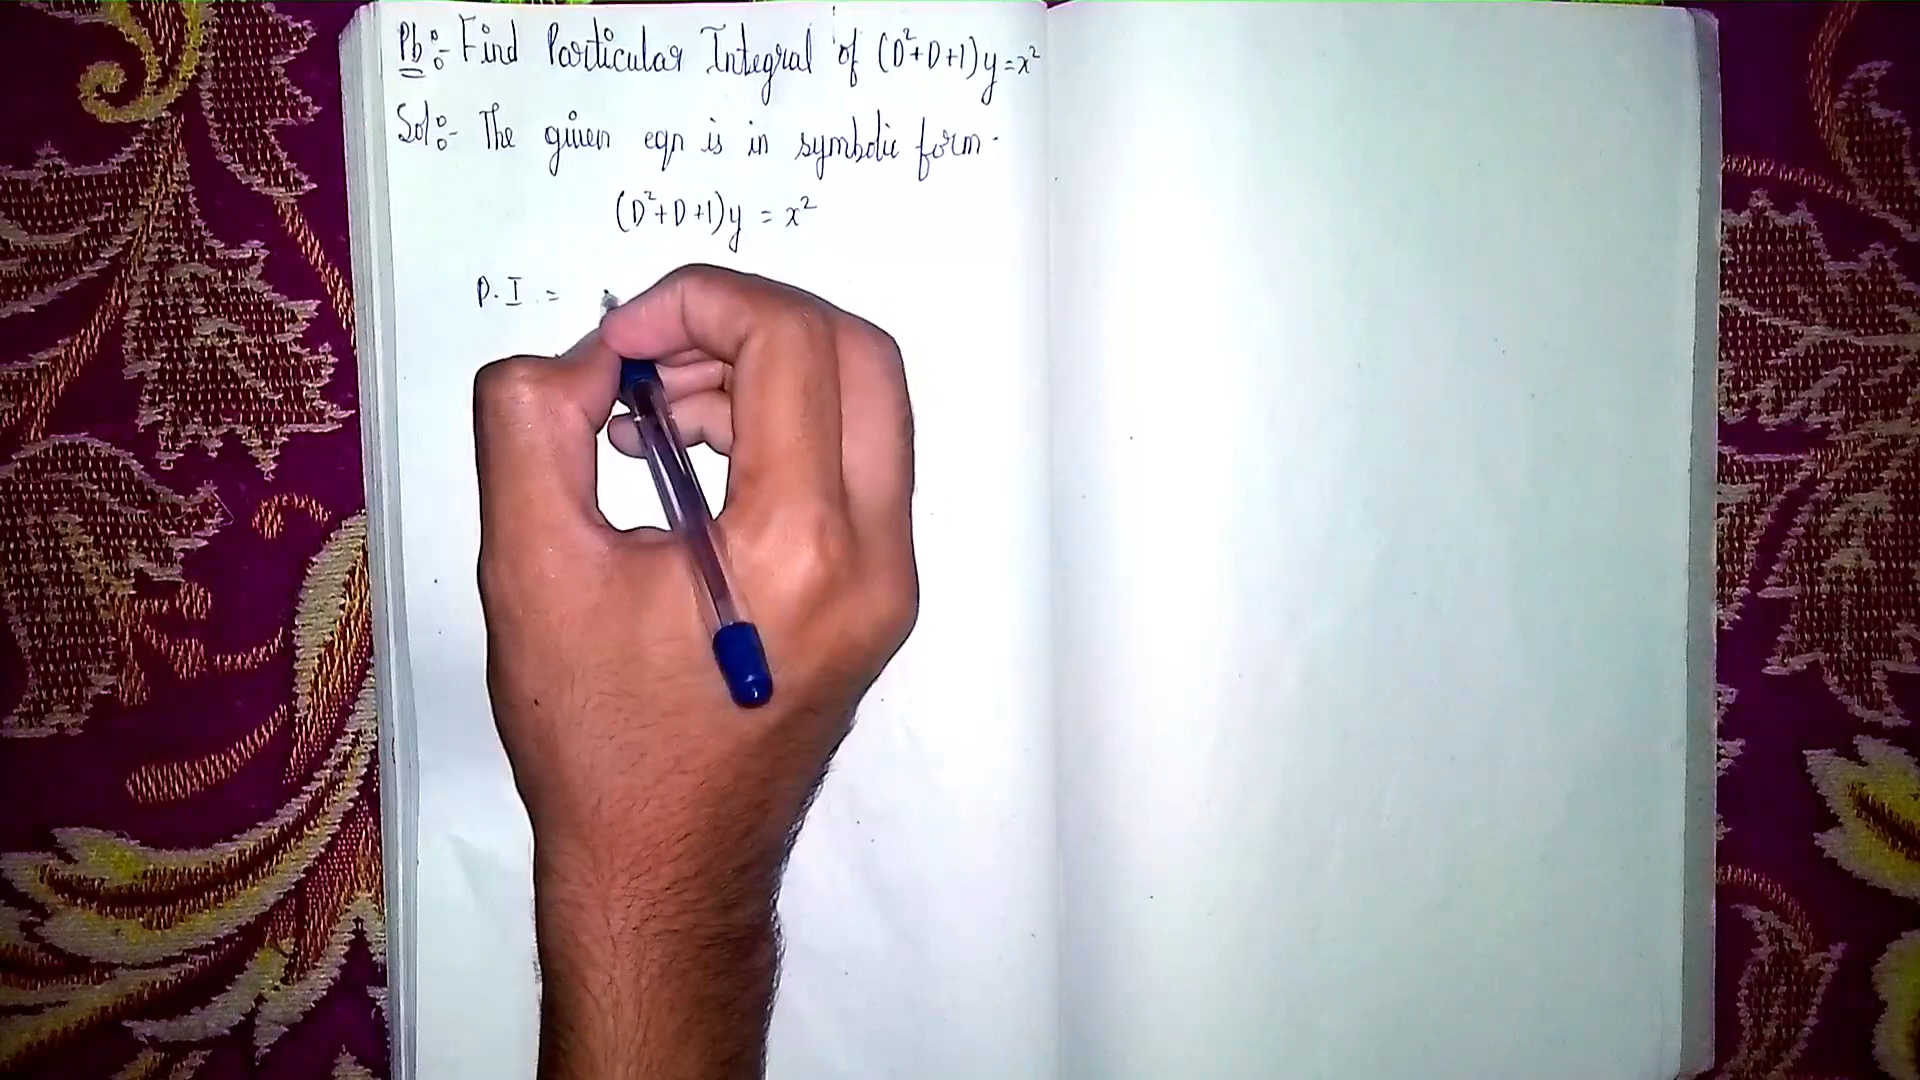 Pb:- Find Particular Integral of (D²+D+1)y=x²
Sol:- The given eqn is in symbolic form.
(D²+D+1)y = x²
P.I. =